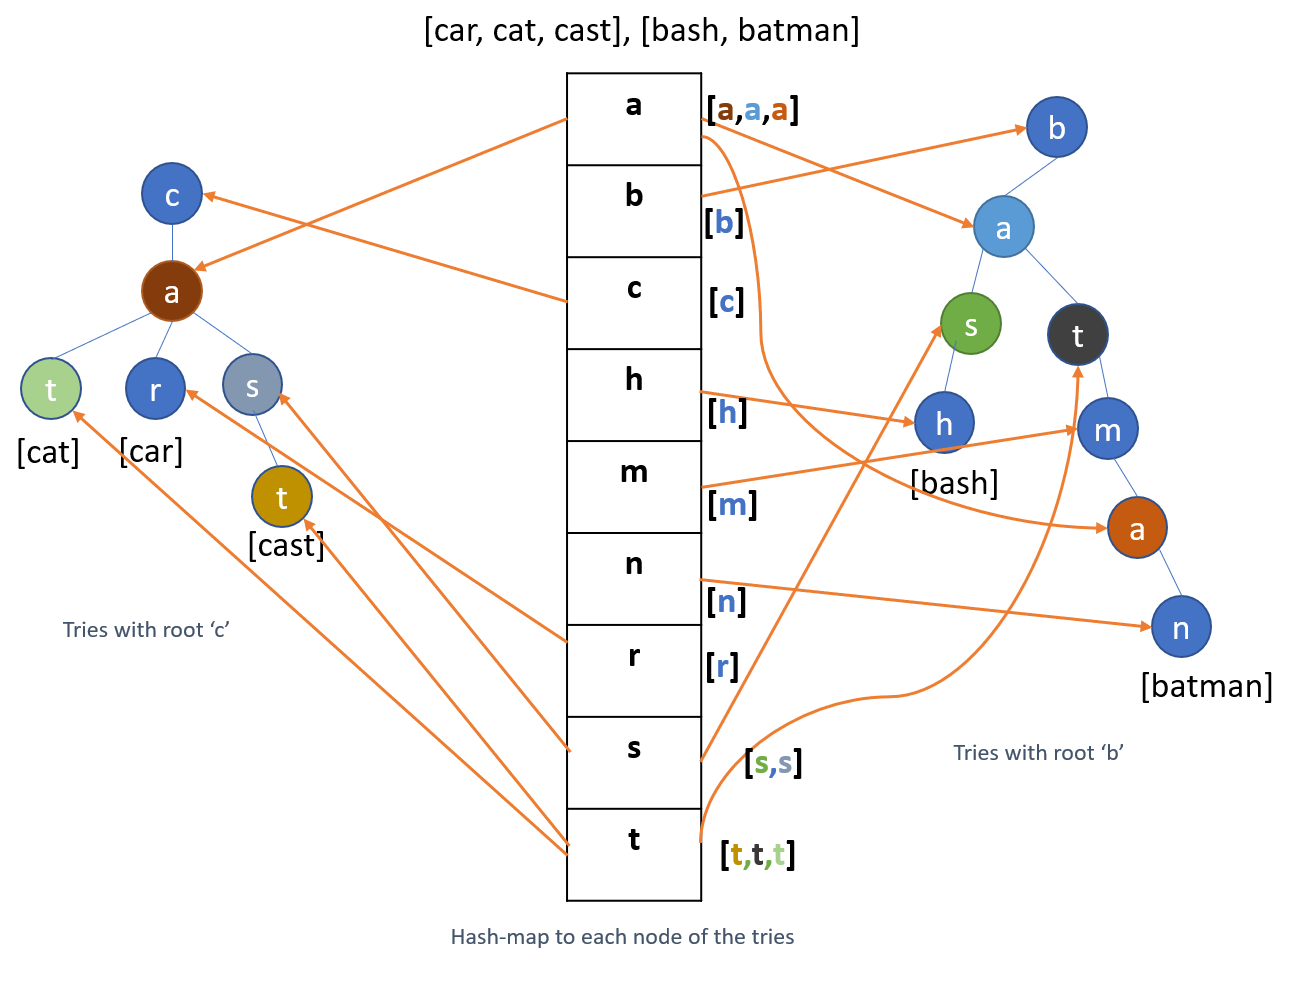 [car, cat, cast], [bash, batman]
a
[a,a,a]
b
[b]
c
[c]
h
[h]
m
[m]
n
[n]
r
[r]
s
[s,s]
t
[t,t,t]
c
a
t
r
s
[cat]
[car]
t
[cast]
Tries with root ‘c’
b
a
s
t
h
m
[bash]
a
n
[batman]
Tries with root ‘b’
Hash-map to each node of the tries